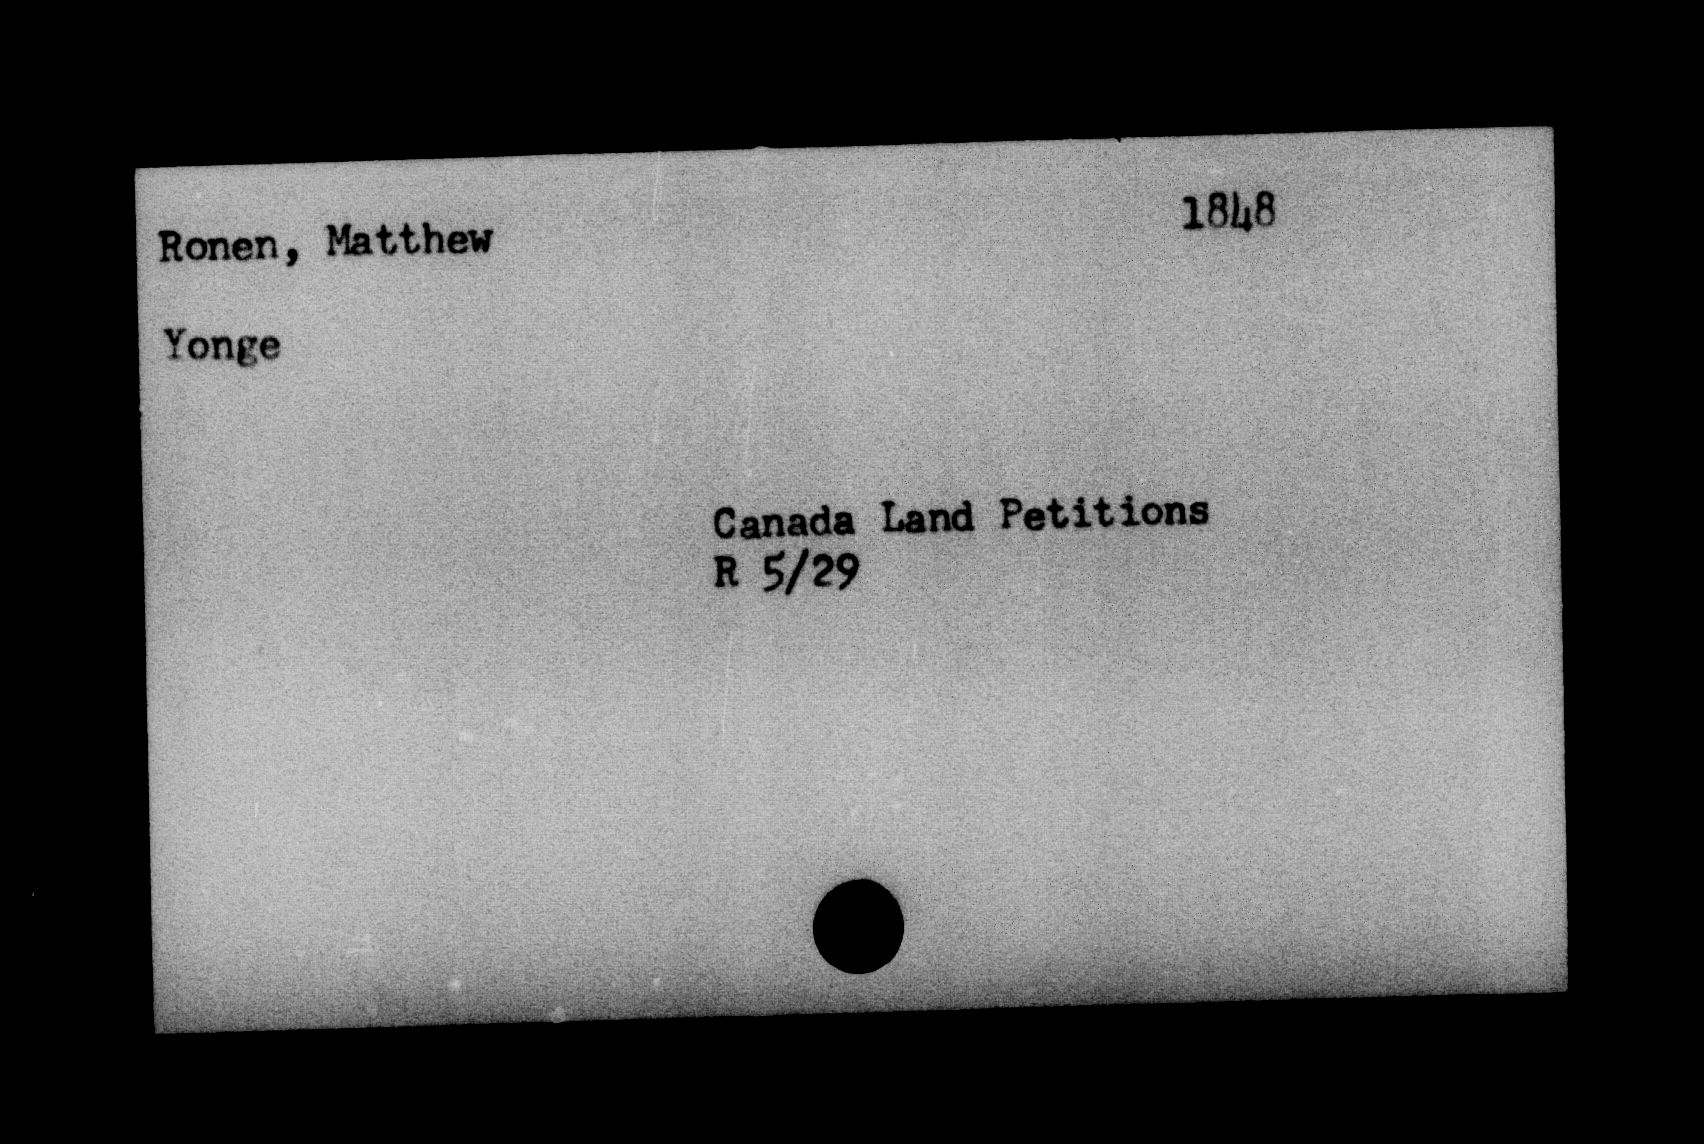 Ronen, Matthew 1848
Yonge
Canada Land Petitions
R 5/29